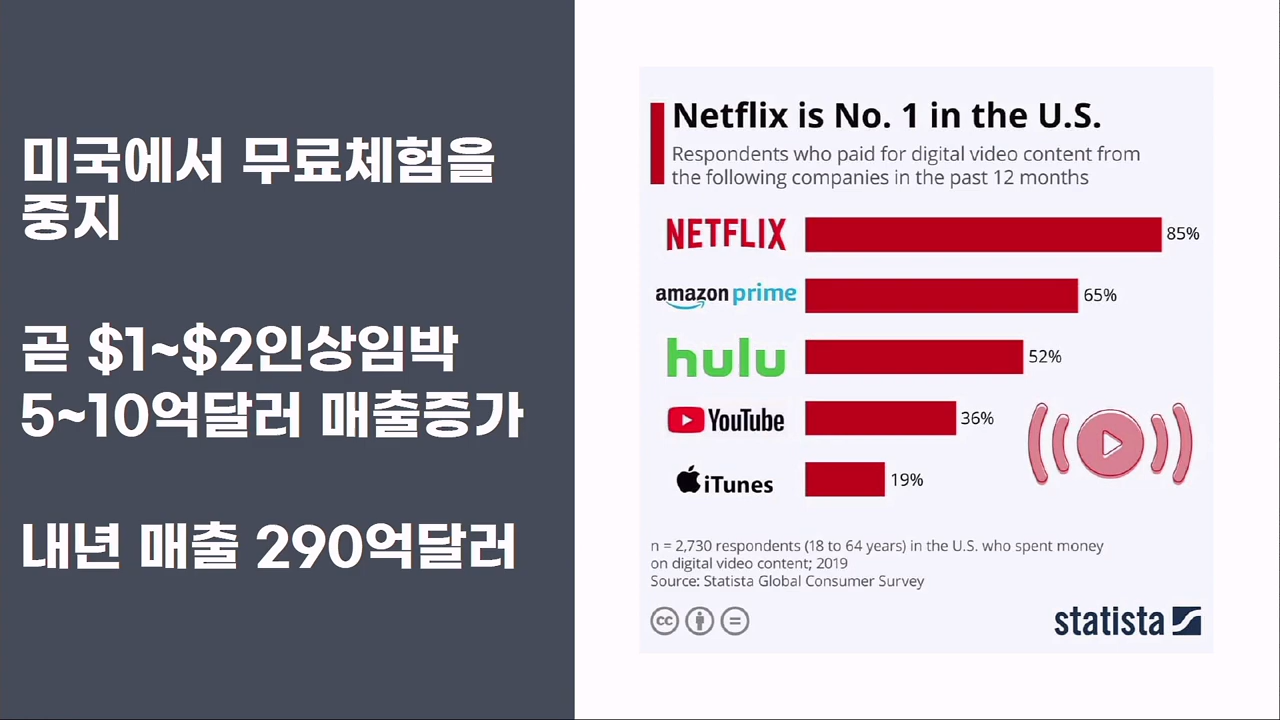 미국에서 무료체험을
중지
곧 $1~$2인상임박
5~10억달러 매출증가
내년 매출 290억달러
Netflix is No. 1 in the U.S.
Respondents who paid for digital video content from
the following companies in the past 12 months
NETFLIX 85%
amazon prime 65%
hulu 52%
YouTube 36%
iTunes 19%
n = 2,730 respondents (18 to 64 years) in the U.S. who spent money
on digital video content; 2019
Source: Statista Global Consumer Survey
cc
statista